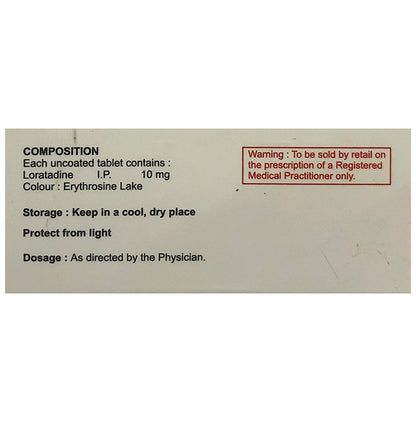 COMPOSITION
Each uncoated tablet contains :
Loratadine I.P. 10 mg
Colour : Erythrosine Lake
Storage : Keep in a cool, dry place
Protect from light
Dosage : As directed by the Physician.
Warning : To be sold by retail on
the prescription of a Registered
Medical Practitioner only.